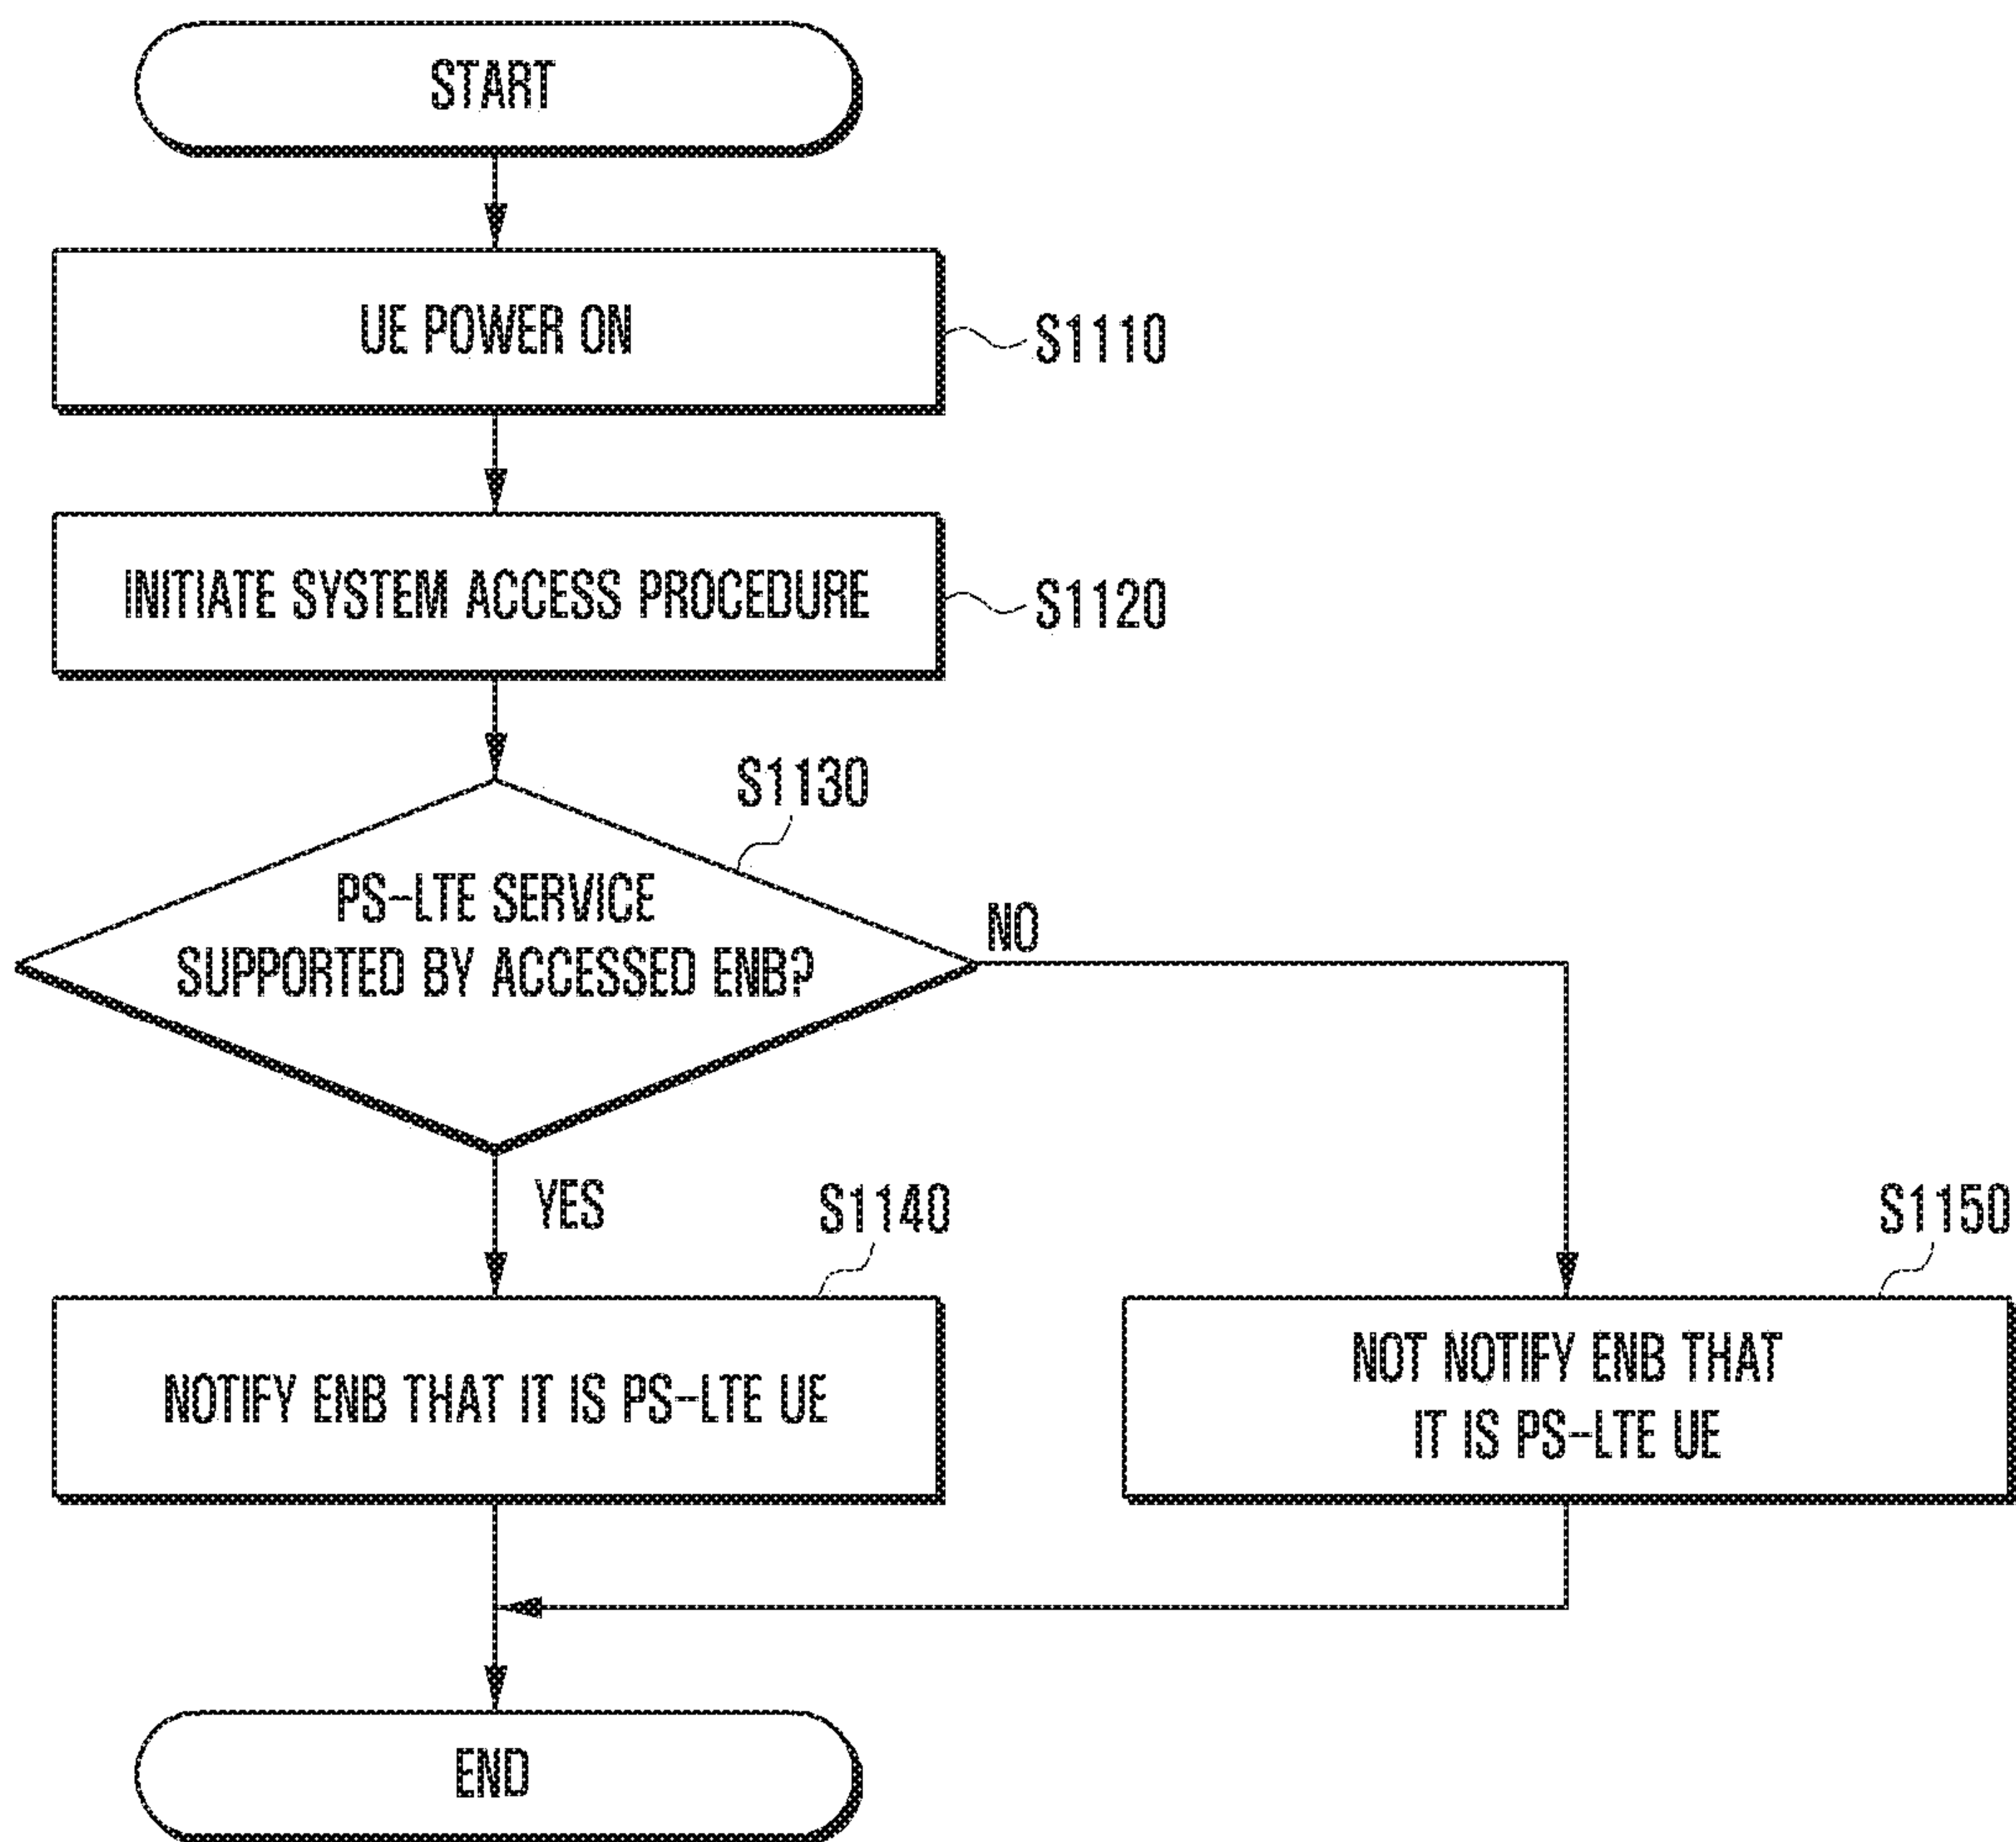 START
UE POWER ON
S1110
INITIATE SYSTEM ACCESS PROCEDURE
S1120
S1130
PS-LTE SERVICE
SUPPORTED BY ACCESSED ENB?
NO
YES
S1140
S1150
NOTIFY ENB THAT IT IS PS-LTE UE
NOT NOTIFY ENB THAT
IT IS PS-LTE UE
END